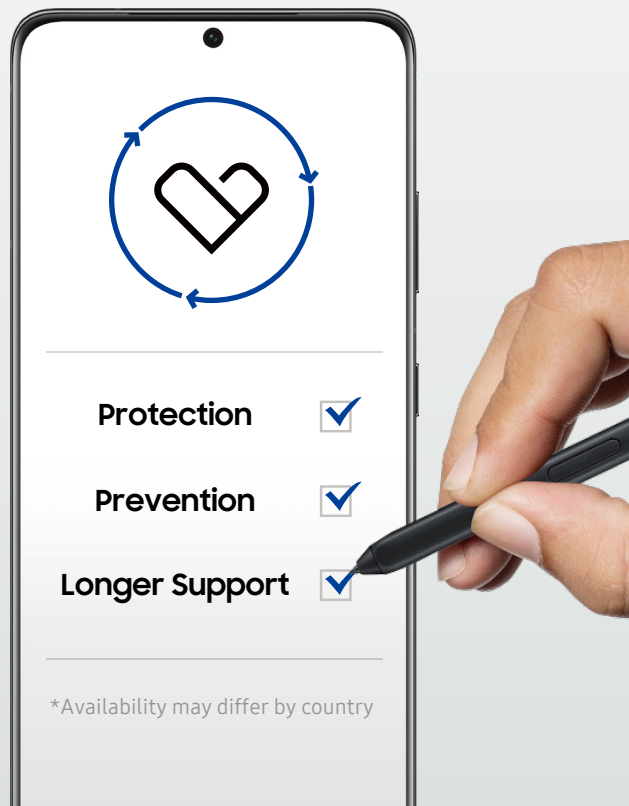 Protection
Prevention
Longer Support
*Availability may differ by country